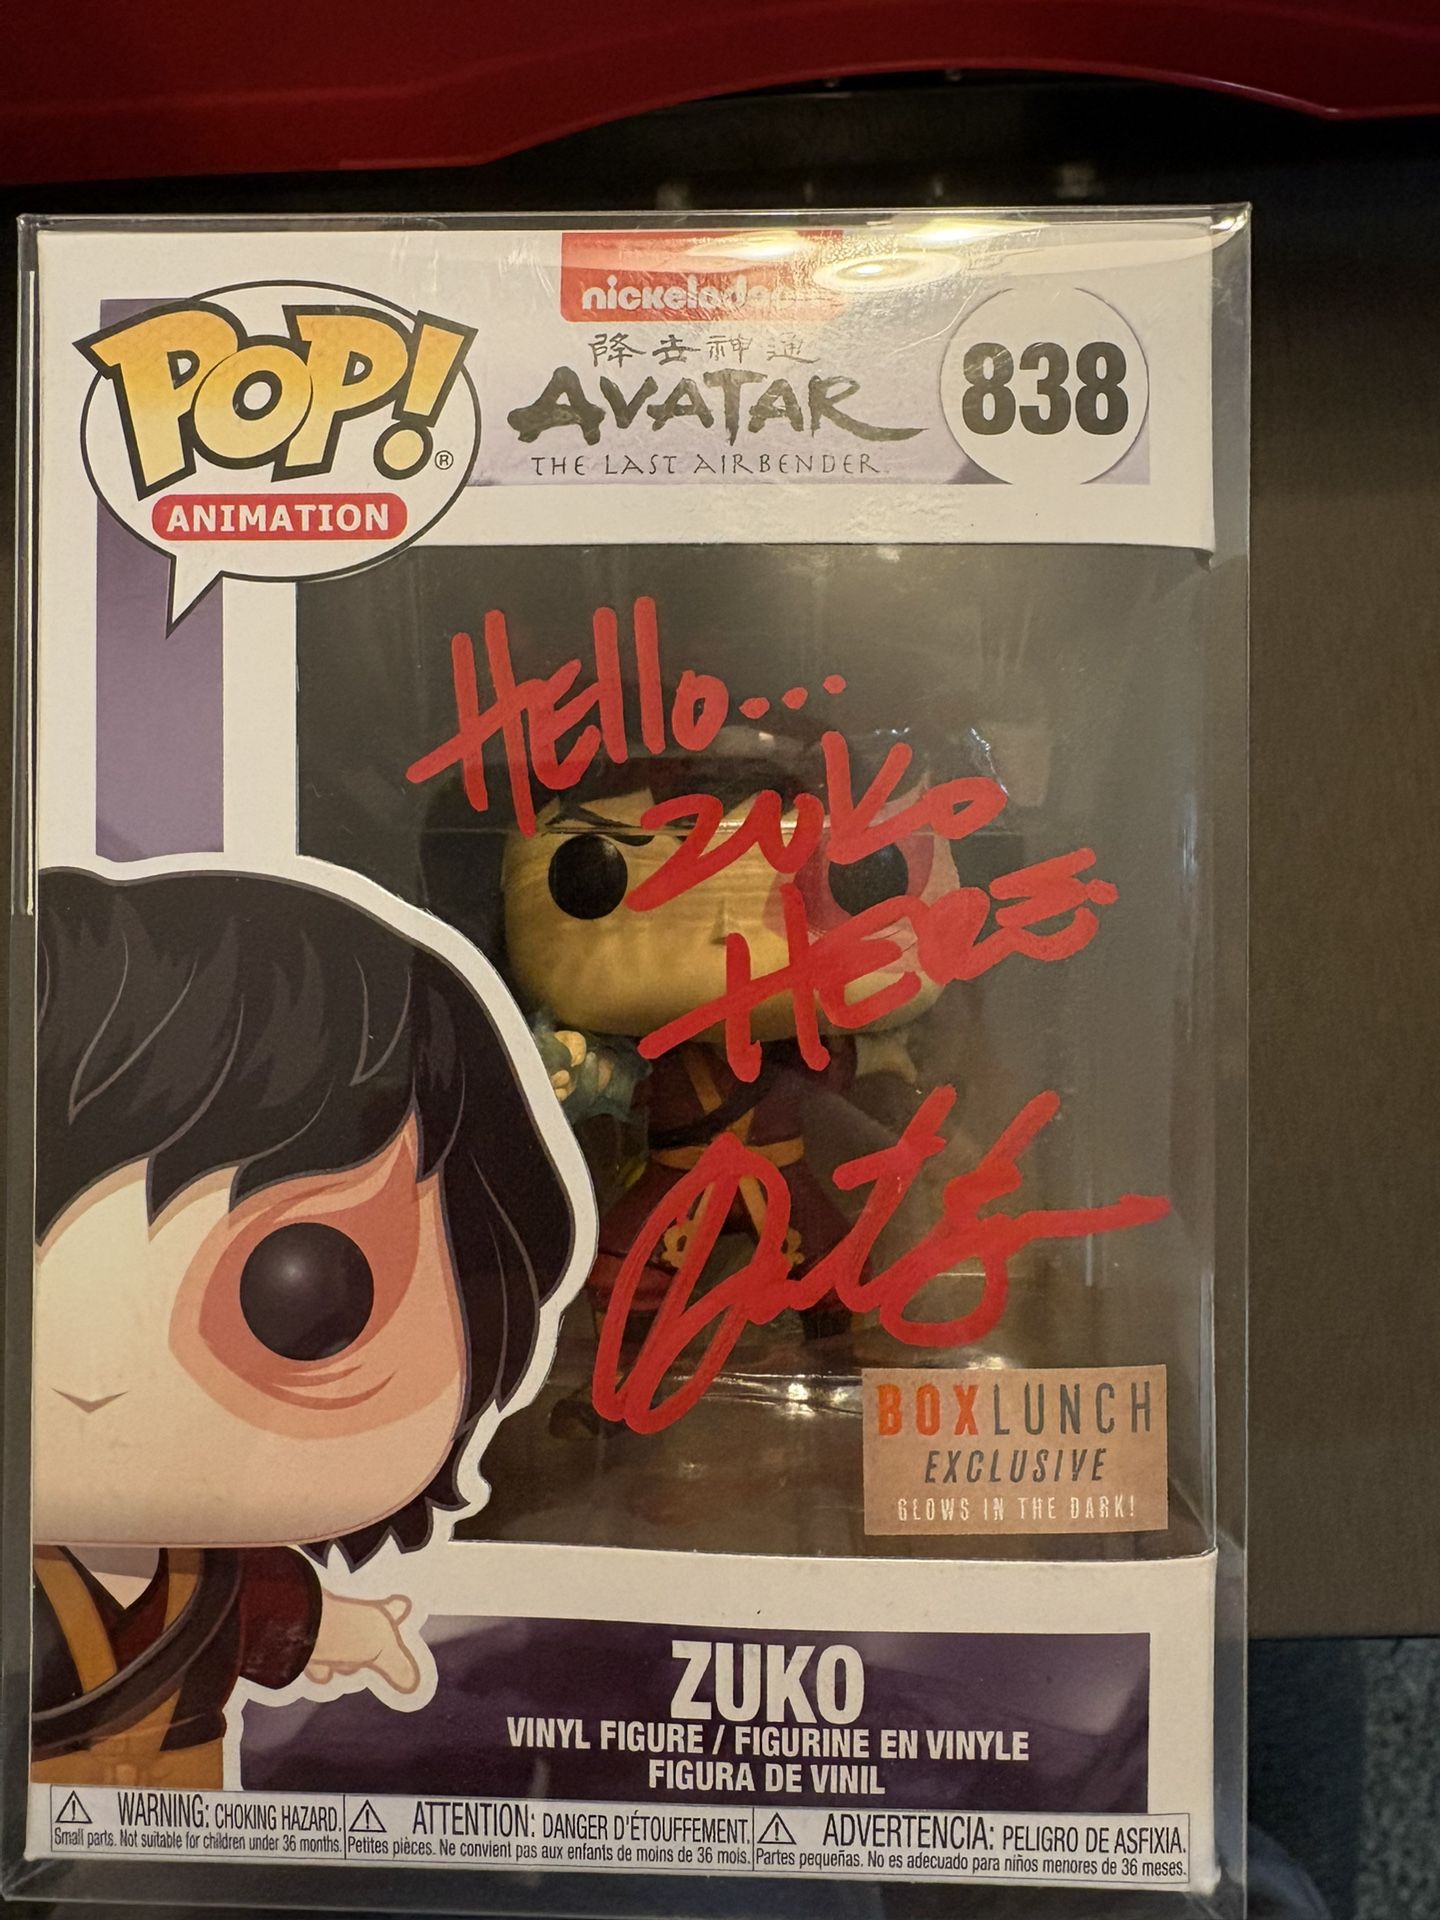 nickelodeon
降去神通
AVATAR
THE LAST AIRBENDER
838
POP!®
ANIMATION
Hello...
ZUKO
HERE
BOXLUNCH
EXCLUSIVE
GLOWS IN THE DARK!
ZUKO
VINYL FIGURE / FIGURINE EN VINYLE
FIGURA DE VINIL
WARNING: CHOKING HAZARD.
Small parts. Not suitable for children under 36 months.
ATTENTION: DANGER D'ÉTOUFFEMENT.
Petites pièces. Ne convient pas aux enfants de moins de 36 mois.
ADVERTENCIA: PELIGRO DE ASFIXIA.
Partes pequeñas. No es adecuado para niños menores de 36 meses.